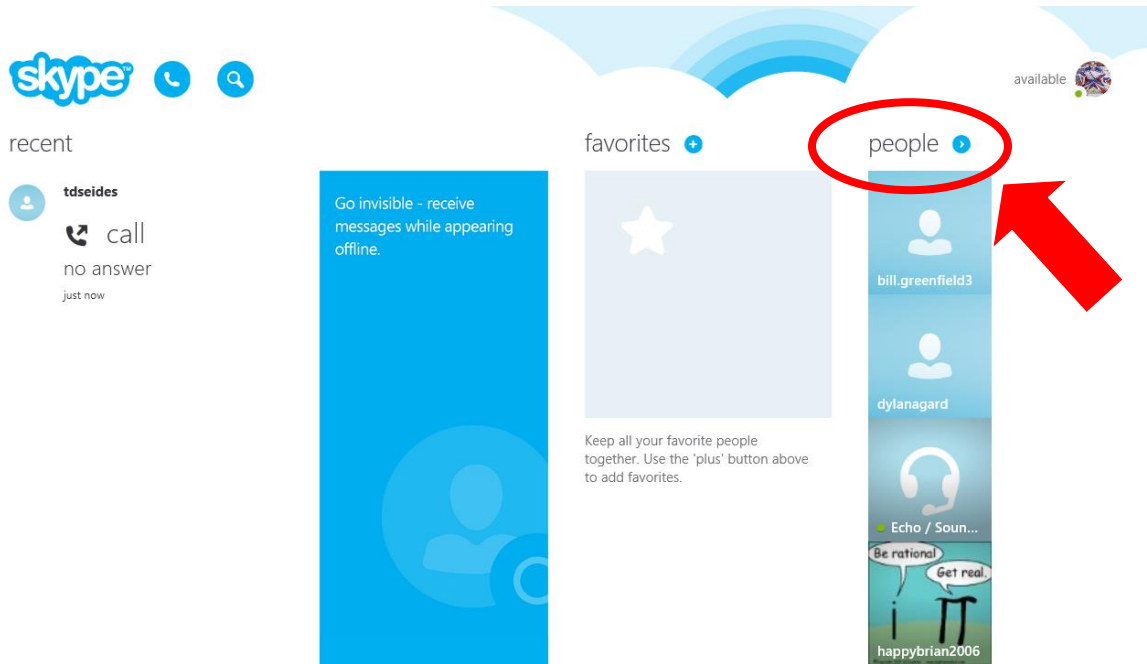 skype™
available
recent
favorites
people
tdseides
call
no answer
just now
Go invisible - receive
messages while appearing
offline.
Keep all your favorite people
together. Use the 'plus' button above
to add favorites.
bill.greenfield3
dylanagard
Echo / Soun...
Be rational
Get real.
i π
happybrian2006